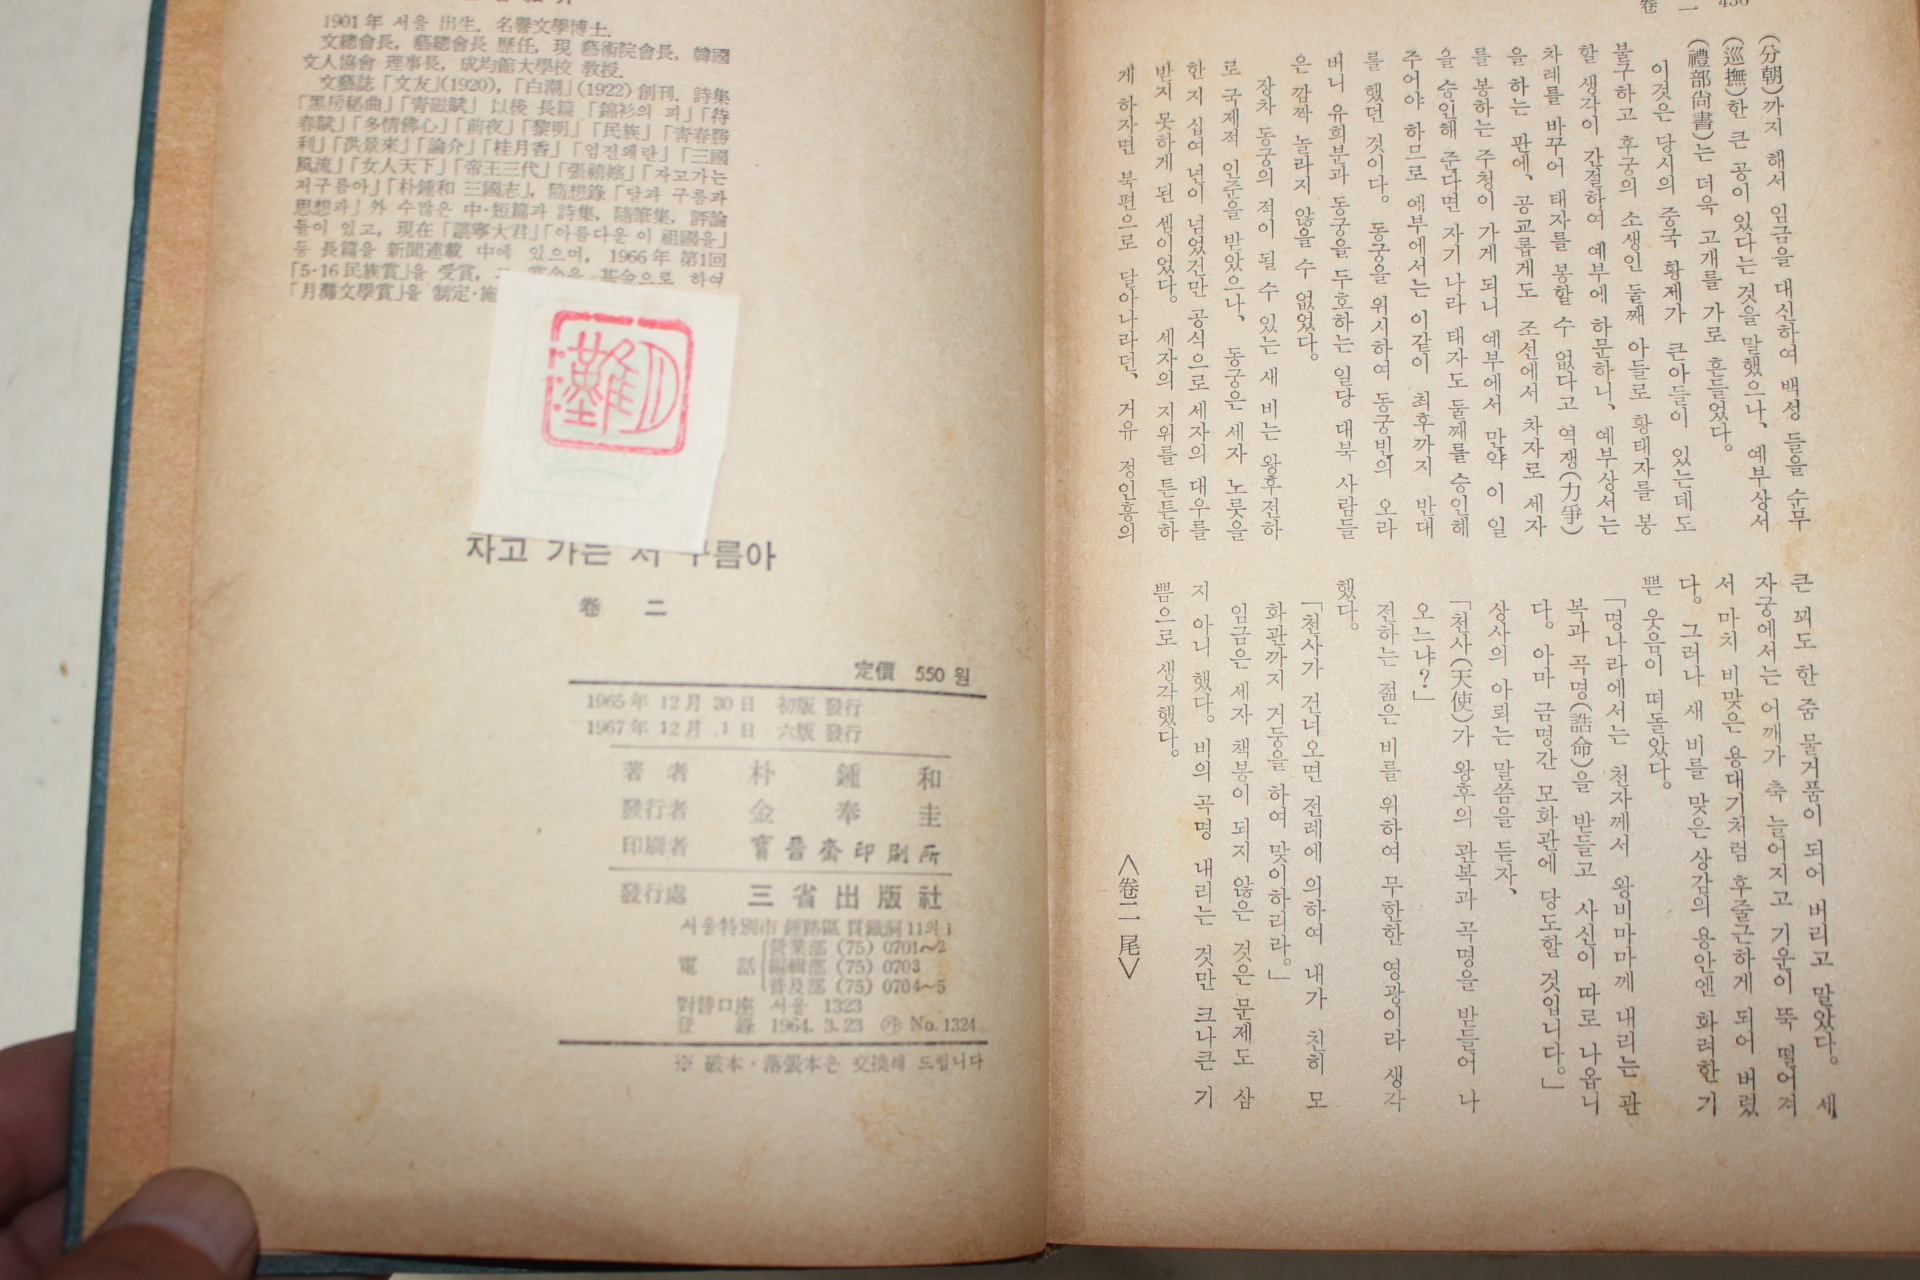 1901年 서울 出生. 名譽文學博士.
文總會長, 藝總會長 歷任, 現 藝術院會長, 韓國
文人協會 理事長, 成均館大學校 敎授.
文藝誌「文友」(1920),「白潮」(1922) 創刊. 詩集
「黑房秘曲」「靑磁賦」以後 長篇「錦衫의 피」「待
春賦」「多情佛心」「前夜」「黎明」「民族」「靑春勝
利」「洪景來」「論介」「桂月香」「임진왜란」「三國
風流」「女人天下」「帝王三代」「張禧嬪」「자고가는
저구름아」「朴鍾和 三國志」, 隨想錄「달과 구름과
思想과」外 수많은 中·短篇과 詩集, 隨筆集, 評論
들이 있고, 現在「讓寧大君」「아름다운 이 祖國을」
등 長篇을 新聞連載 中에 있으며, 1966年 第1回
「5·16民族賞」을 受賞, 基金으로 하여
「月灘文學賞」을 制定·施
月灘
자고 가는 저 구름아
卷 二
定價 550원
1965年 12月 30日 初版 發行
1967年 12月 1日 六版 發行
著者 朴鍾和
發行者 金奉圭
印刷者 寶晉齋印刷所
發行處 三省出版社
서울特別市 鍾路區 貫鐵洞 11의 1
電話 營業部 (75) 0701~2
編輯部 (75) 0703
普及部 (75) 0704~5
對替口座 서울 1323
登錄 1964. 3. 23 ㉮ No. 1324
※ 破本·落張本은 交換해 드립니다
(分朝)까지 해서 임금을 대신하여 백성 들을 순무
(巡撫)한 큰 공이 있다는 것을 말했으나, 예부상서
(禮部尙書)는 더욱 고개를 가로 흔들었다.
이것은 당시의 중국 황제가 큰아들이 있는데도
불구하고 후궁의 소생인 둘째 아들로 황태자를 봉
할 생각이 간절하여 예부에 하문하니, 예부상서는
차례를 바꾸어 태자를 봉할 수 없다고 역쟁(力爭)
을 하는 판에, 공교롭게도 조선에서 차자로 세자
를 봉하는 주청이 가게 되니 예부에서 만약 이 일
을 승인해 준다면 자기 나라 태자도 둘째를 승인해
주어야 하므로 예부에서는 이같이 최후까지 반대
를 했던 것이다. 동궁을 위시하여 동궁빈의 오라
버니 유희분과 동궁을 두호하는 일당 대북 사람들
은 깜짝 놀라지 않을 수 없었다.
장차 동궁의 적이 될 수 있는 새 비는 왕후전하
로 국제적 인준을 받았으나, 동궁은 세자 노릇을
한지 십여 년이 넘었건만 공식으로 세자의 대우를
받지 못하게 된 셈이었다. 세자의 지위를 튼튼하
게 하자면 북편으로 달아나라던, 거유 정인홍의
큰 꾀도 한 줌 물거품이 되어 버리고 말았다. 세
자궁에서는 어깨가 축 늘어지고 기운이 뚝 떨어져
서 마치 비맞은 용대기처럼 후줄근하게 되어 버렸
다. 그러나 새 비를 맞은 상감의 용안엔 화려한 기
쁜 웃음이 떠돌았다.
「명나라에서는 천자께서 왕비마마께 내리는 관
복과 곡명(誥命)을 받들고 사신이 따로 나옵니
다. 아마 금명간 모화관에 당도할 것입니다.」
상사의 아뢰는 말씀을 듣자,
「천사(天使)가 왕후의 관복과 곡명을 받들어 나
오느냐?」
전하는 젊은 비를 위하여 무한한 영광이라 생각
했다.
「천사가 건너오면 전례에 의하여 내가 친히 모
화관까지 거둥을 하여 맞이하리라.」
임금은 세자 책봉이 되지 않은 것은 문제도 삼
지 아니 했다. 비의 곡명 내리는 것만 크나큰 기
쁨으로 생각했다.
<卷二 尾>